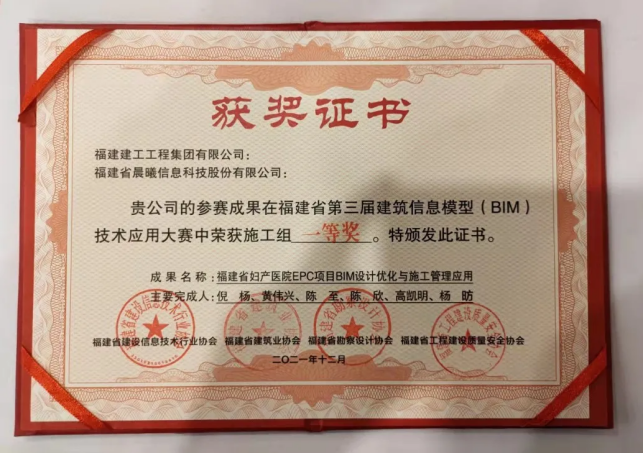 获奖证书
福建建工工程集团有限公司：
福建省晨曦信息科技股份有限公司：
贵公司的参赛成果在福建省第三届建筑信息模型（BIM）
技术应用大赛中荣获施工组 一等奖 。特颁发此证书。
成果名称：福建省妇产医院EPC项目BIM设计优化与施工管理应用
主要完成人：倪 杨、黄伟兴、陈 至、陈 欣、高凯明、杨 昉
福建省建设信息技术行业协会 福建省建筑业协会 福建省勘察设计协会 福建省工程建设质量安全协会
二〇二一年十二月